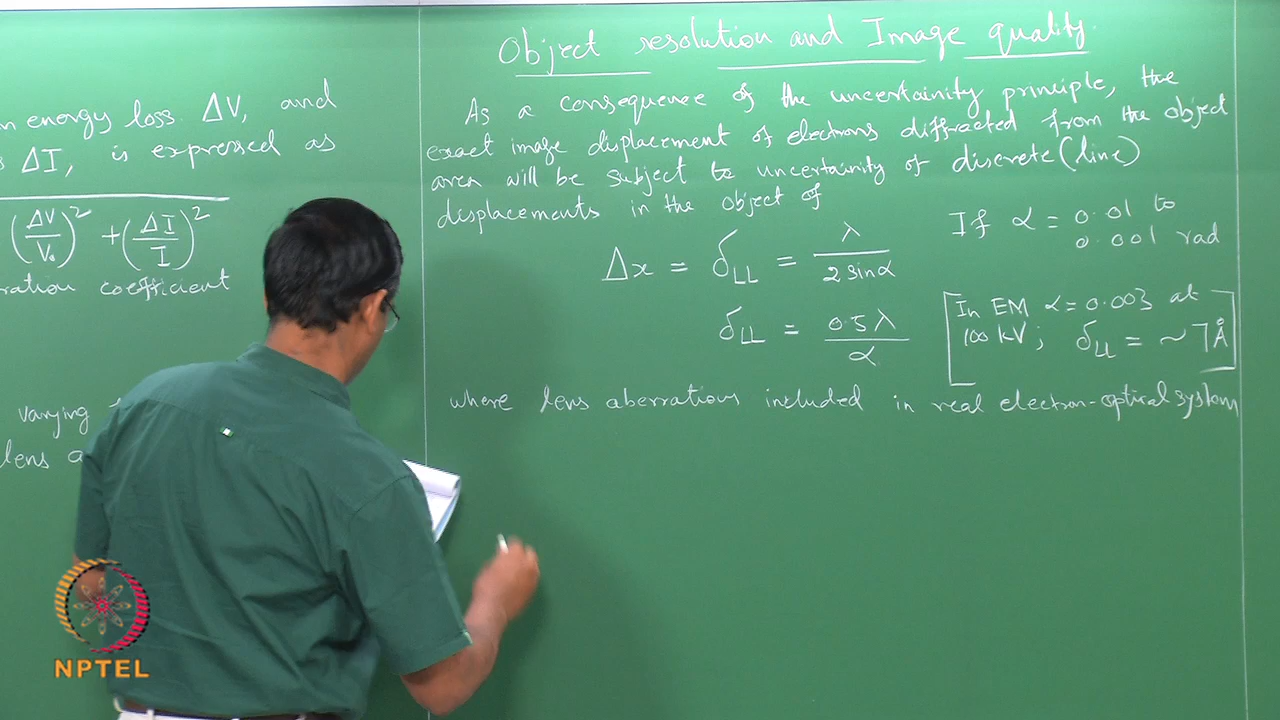 n energy loss ΔV, and
s ΔI, is expressed as
(ΔV/V₀)² + (ΔI/I)²
ration coefficient
varying
lens a
Object resolution and Image quality.
As a consequence of the uncertainity principle, the
exact image displacement of electrons diffracted from the object
area will be subject to uncertainity of discrete (line)
displacements in the object of
Δx = δLL = λ / 2 sinα
If α = 0.01 to
0.001 rad
δLL = 0.5λ / α
[In EM α = 0.003 at
100 kV; δLL = ~ 7Å]
where lens aberrations included in real electron-optical system
NPTEL